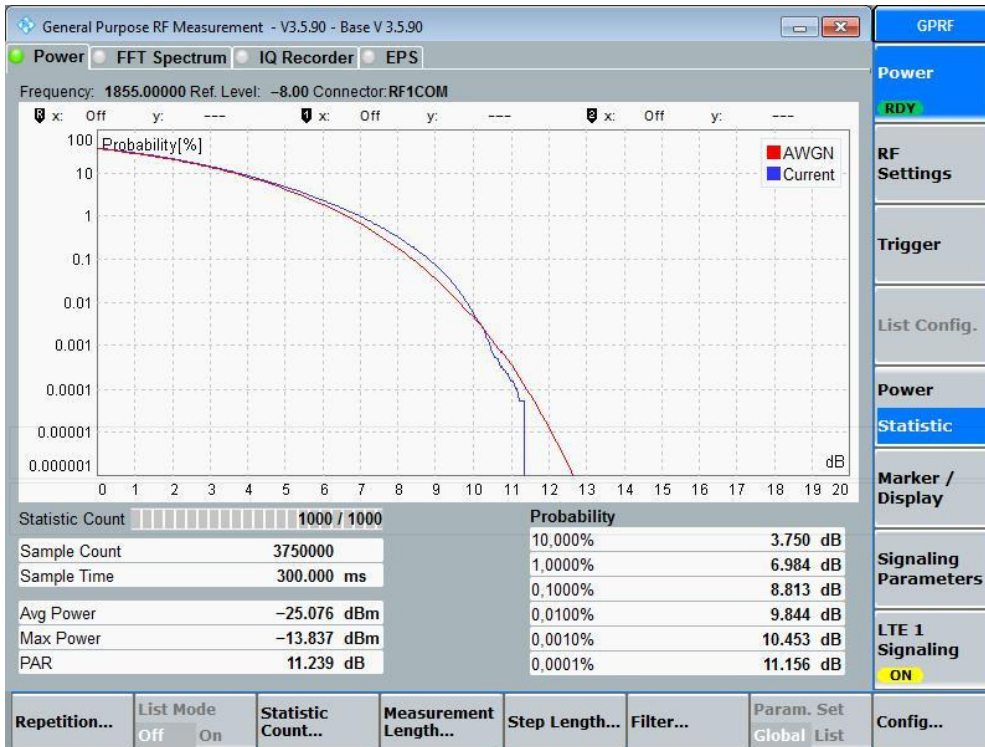 General Purpose RF Measurement - V3.5.90 - Base V 3.5.90
GPRF
Power FFT Spectrum IQ Recorder EPS
Frequency: 1855.00000 Ref. Level: −8.00 Connector:RF1COM
R x: Off y: --- 1 x: Off y: --- 2 x: Off y: ---
Probability[%]
AWGN
Current
100
10
1
0.1
0.01
0.001
0.0001
0.00001
0.000001
dB
0 1 2 3 4 5 6 7 8 9 10 11 12 13 14 15 16 17 18 19 20
Statistic Count 1000 / 1000
Sample Count 3750000
Sample Time 300.000 ms
Avg Power −25.076 dBm
Max Power −13.837 dBm
PAR 11.239 dB
Probability
10,000% 3.750 dB
1,0000% 6.984 dB
0,1000% 8.813 dB
0,0100% 9.844 dB
0,0010% 10.453 dB
0,0001% 11.156 dB
Power
RDY
RF
Settings
Trigger
List Config.
Power
Statistic
Marker /
Display
Signaling
Parameters
LTE 1
Signaling
ON
Repetition...
List Mode
Off On
Statistic
Count...
Measurement
Length...
Step Length...
Filter...
Param. Set
Global List
Config...